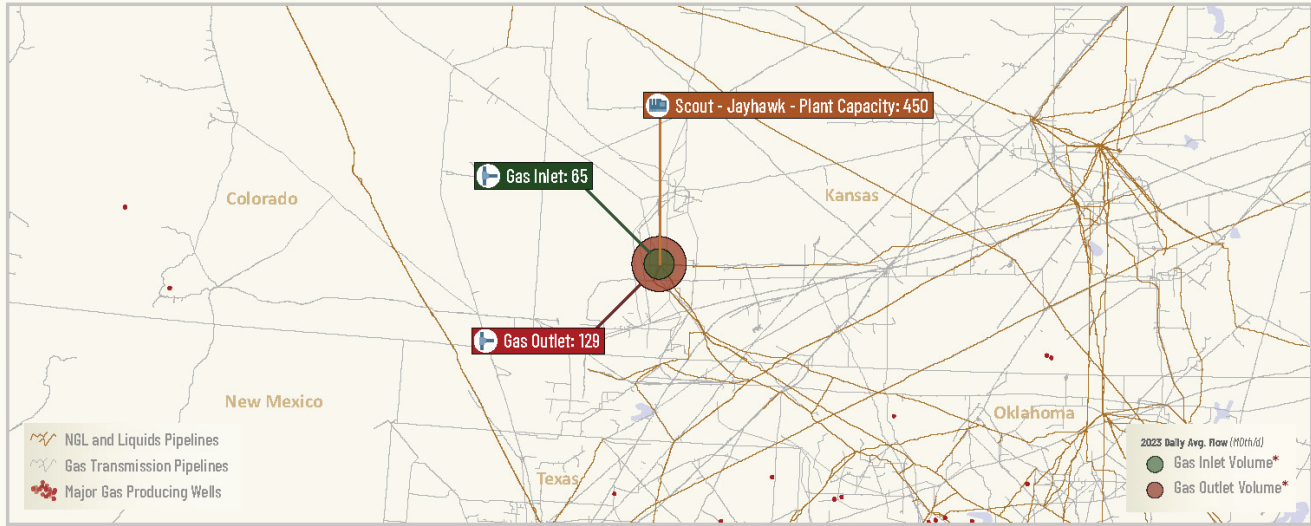 Scout - Jayhawk - Plant Capacity: 450
Gas Inlet: 65
Colorado
Kansas
Gas Outlet: 129
New Mexico
Oklahoma
Texas
NGL and Liquids Pipelines
Gas Transmission Pipelines
Major Gas Producing Wells
2023 Daily Avg. Flow (MDth/d)
Gas Inlet Volume*
Gas Outlet Volume*